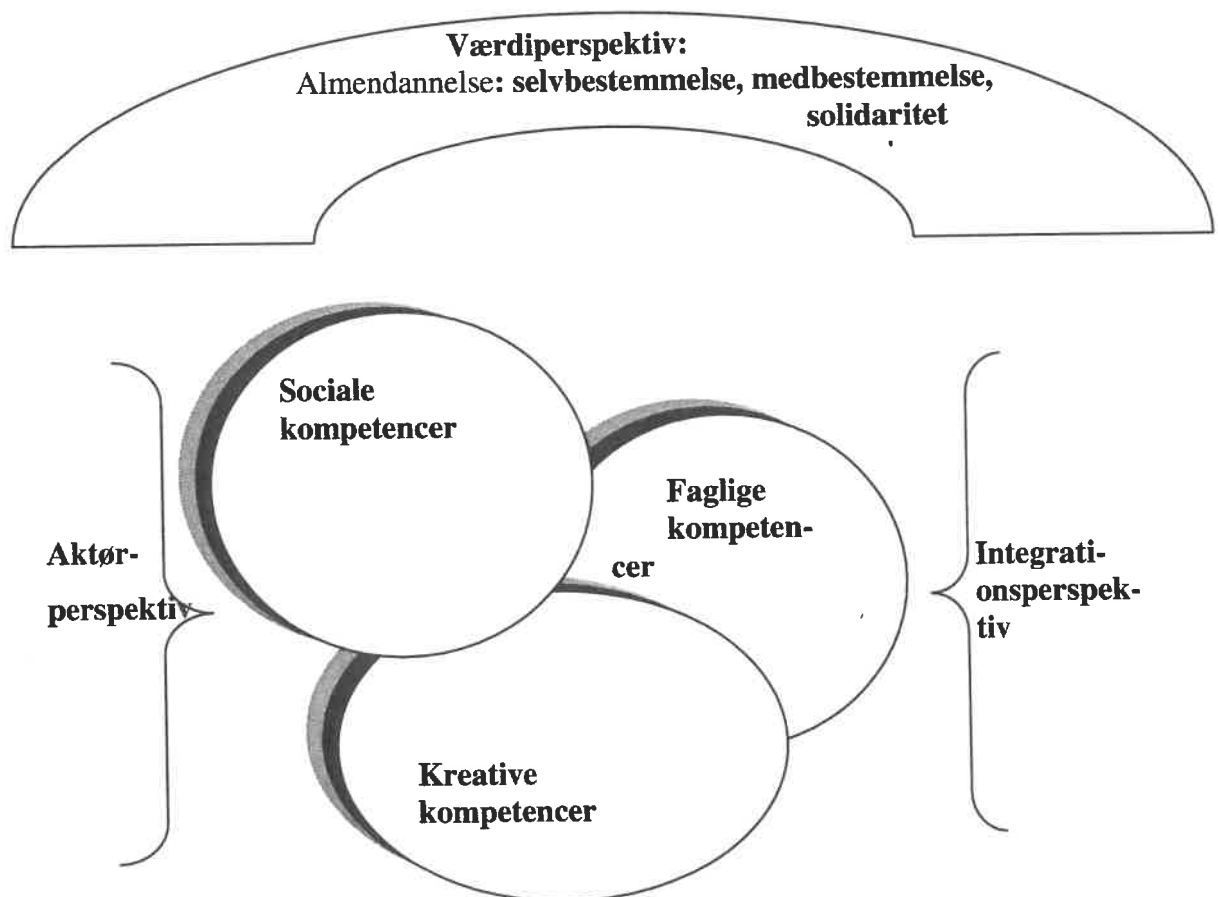 Værdiperspektiv:
Almendannelse: selvbestemmelse, medbestemmelse,
solidaritet
Sociale
kompetencer
Faglige
kompeten-
cer
Aktør-
perspektiv
Integrati-
onsperspek-
tiv
Kreative
kompetencer